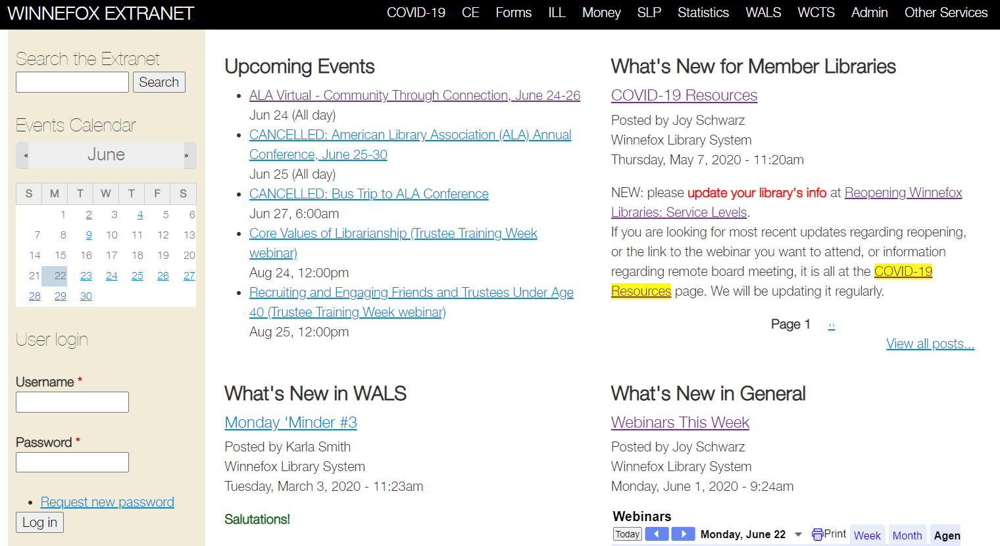 WINNEFOX EXTRANET
COVID-19 CE Forms ILL Money SLP Statistics WALS WCTS Admin Other Services
Search the Extranet
Search
Events Calendar
« June »
S M T W T F S
1 2 3 4 5 6
7 8 9 10 11 12 13
14 15 16 17 18 19 20
21 22 23 24 25 26 27
28 29 30
User login
Username *
Password *
Request new password
Log in
Upcoming Events
ALA Virtual - Community Through Connection, June 24-26
Jun 24 (All day)
CANCELLED: American Library Association (ALA) Annual
Conference, June 25-30
Jun 25 (All day)
CANCELLED: Bus Trip to ALA Conference
Jun 27, 6:00am
Core Values of Librarianship (Trustee Training Week
webinar)
Aug 24, 12:00pm
Recruiting and Engaging Friends and Trustees Under Age
40 (Trustee Training Week webinar)
Aug 25, 12:00pm
What's New for Member Libraries
COVID-19 Resources
Posted by Joy Schwarz
Winnefox Library System
Thursday, May 7, 2020 - 11:20am
NEW: please update your library's info at Reopening Winnefox
Libraries: Service Levels.
If you are looking for most recent updates regarding reopening,
or the link to the webinar you want to attend, or information
regarding remote board meeting, it is all at the COVID-19
Resources page. We will be updating it regularly.
Page 1 ››
View all posts...
What's New in WALS
Monday 'Minder #3
Posted by Karla Smith
Winnefox Library System
Tuesday, March 3, 2020 - 11:23am
Salutations!
What's New in General
Webinars This Week
Posted by Joy Schwarz
Winnefox Library System
Monday, June 1, 2020 - 9:24am
Webinars
Today Monday, June 22 Print Week Month Agen